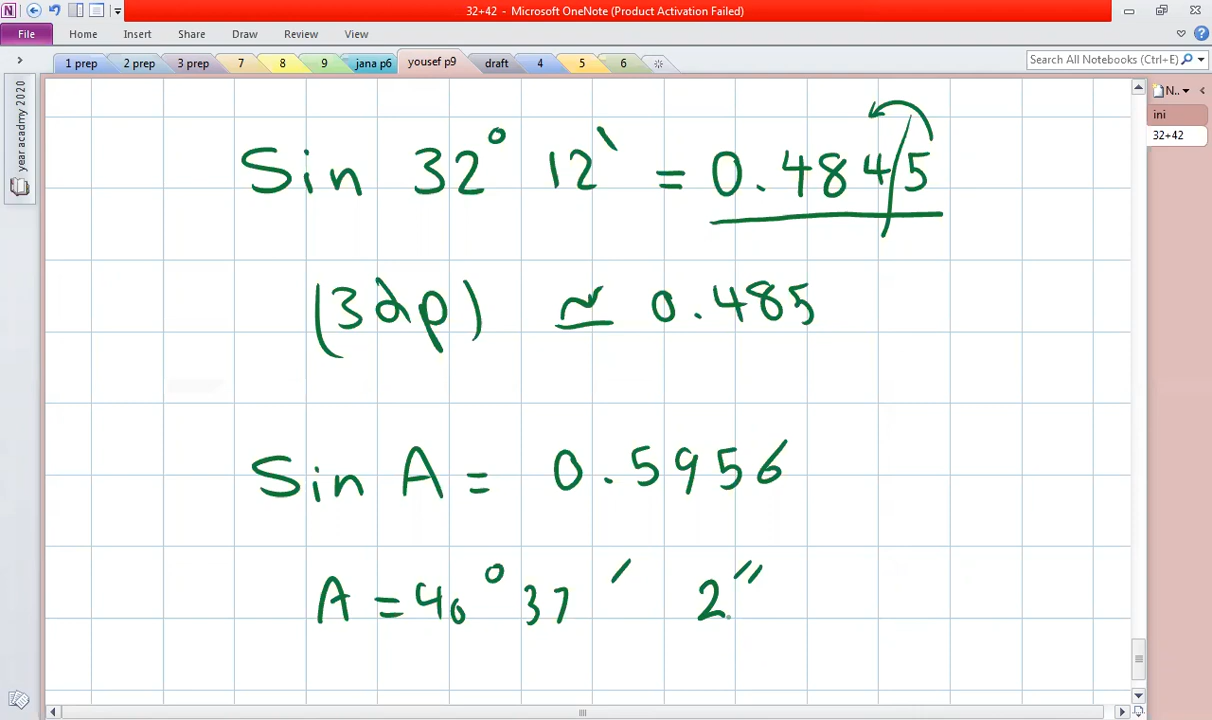 32+42 - Microsoft OneNote (Product Activation Failed)
File Home Insert Share Draw Review View
1 prep 2 prep 3 prep 7 8 9 jana p6 yousef p9 draft 4 5 6
Search All Notebooks (Ctrl+E)
N..
ini
32+42
year acadmy 2020
Sin 32° 12` = 0.4845
(3dp) ≃ 0.485
Sin A = 0.5956
A = 40° 37′ 2″